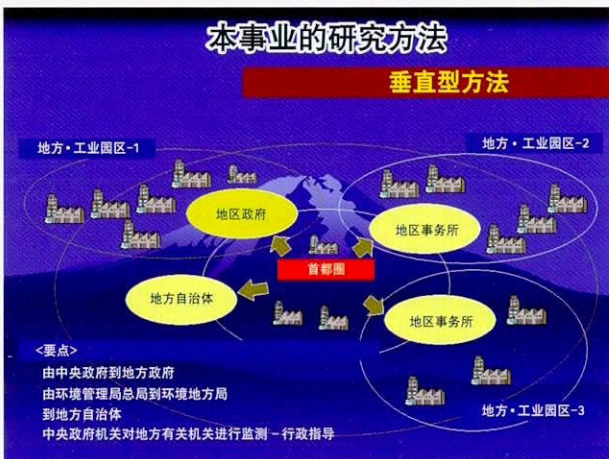 本事业的研究方法
垂直型方法
地方・工业园区-1
地方・工业园区-2
地区政府
地区事务所
首都圈
地方自治体
地区事务所
<要点>
由中央政府到地方政府
由环境管理局总局到环境地方局
到地方自治体
中央政府机关对地方有关机关进行监测－行政指导
地方・工业园区-3